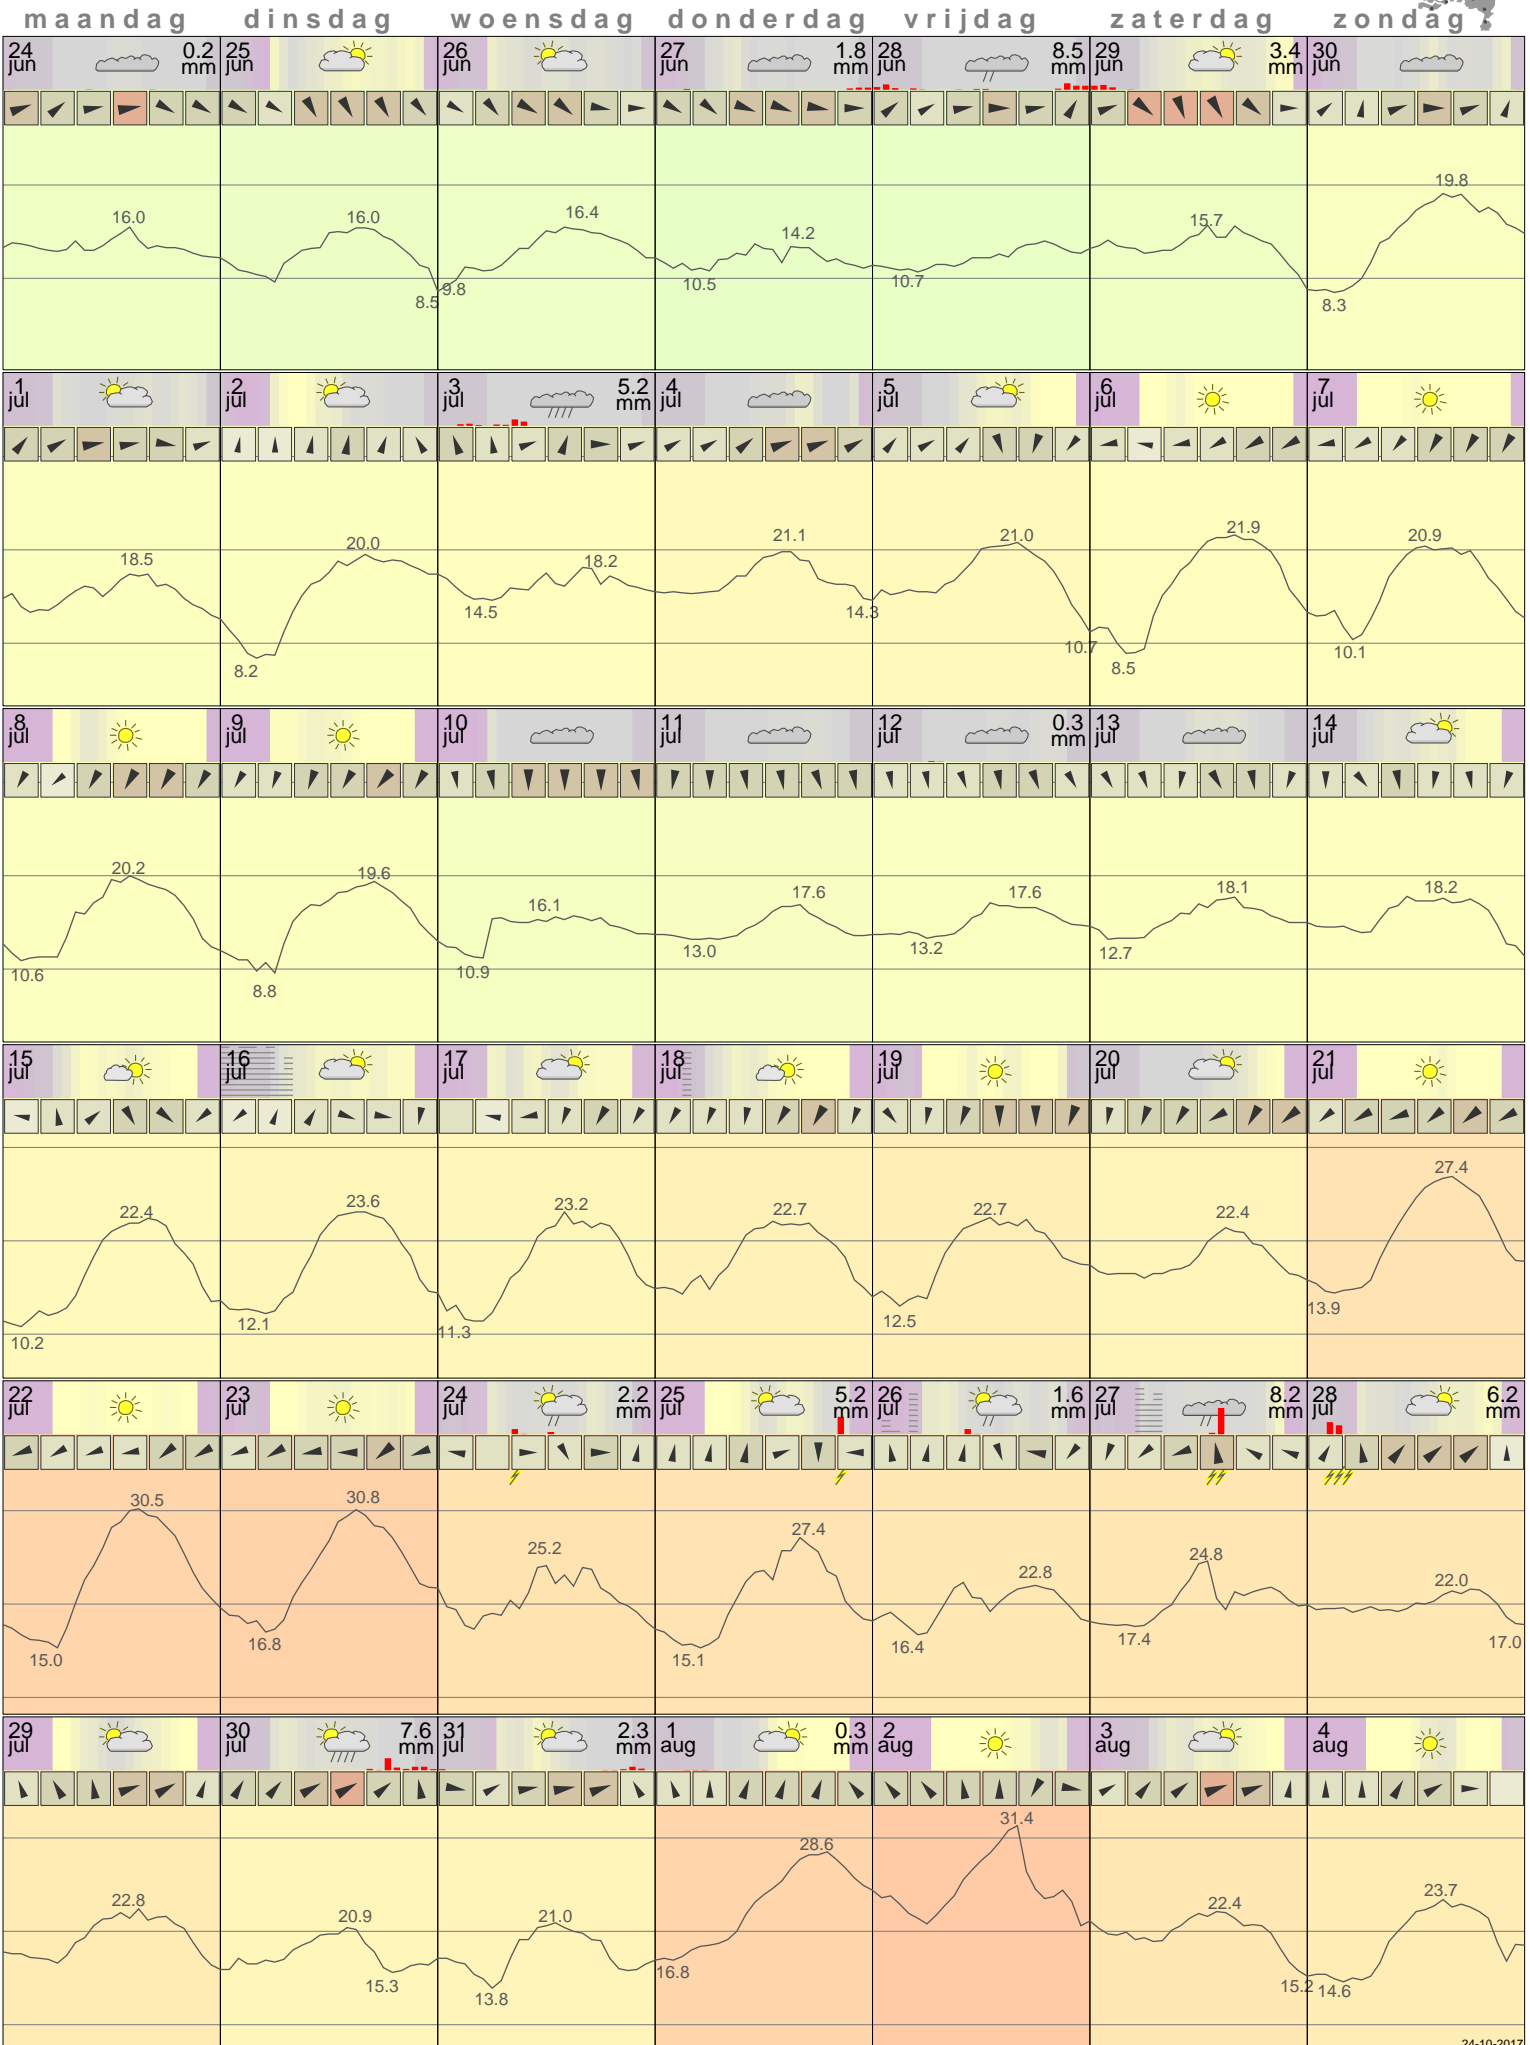 maandag dinsdag woensdag donderdag vrijdag zaterdag zondag
24 jun 0.2 mm 25 jun 26 jun 27 jun 1.8 mm 28 jun 8.5 mm 29 jun 3.4 mm 30 jun
16.0 16.0 8.5 9.8 16.4 10.5 14.2 10.7 15.7 8.3 19.8
1 jul 2 jul 3 jul 5.2 mm 4 jul 5 jul 6 jul 7 jul
18.5 8.2 20.0 14.5 18.2 21.1 14.3 21.0 10.7 8.5 21.9 10.1 20.9
8 jul 9 jul 10 jul 11 jul 12 jul 0.3 mm 13 jul 14 jul
10.6 20.2 8.8 19.6 10.9 16.1 13.0 17.6 13.2 17.6 12.7 18.1 18.2
15 jul 16 jul 17 jul 18 jul 19 jul 20 jul 21 jul
10.2 22.4 12.1 23.6 11.3 23.2 22.7 12.5 22.7 22.4 13.9 27.4
22 jul 23 jul 24 jul 2.2 mm 25 jul 5.2 mm 26 jul 1.6 mm 27 jul 8.2 mm 28 jul 6.2 mm
15.0 30.5 16.8 30.8 25.2 15.1 27.4 16.4 22.8 17.4 24.8 22.0 17.0
29 jul 30 jul 7.6 mm 31 jul 2.3 mm 1 aug 0.3 mm 2 aug 3 aug 4 aug
22.8 20.9 15.3 13.8 21.0 16.8 28.6 31.4 22.4 15.2 14.6 23.7
24-10-2017